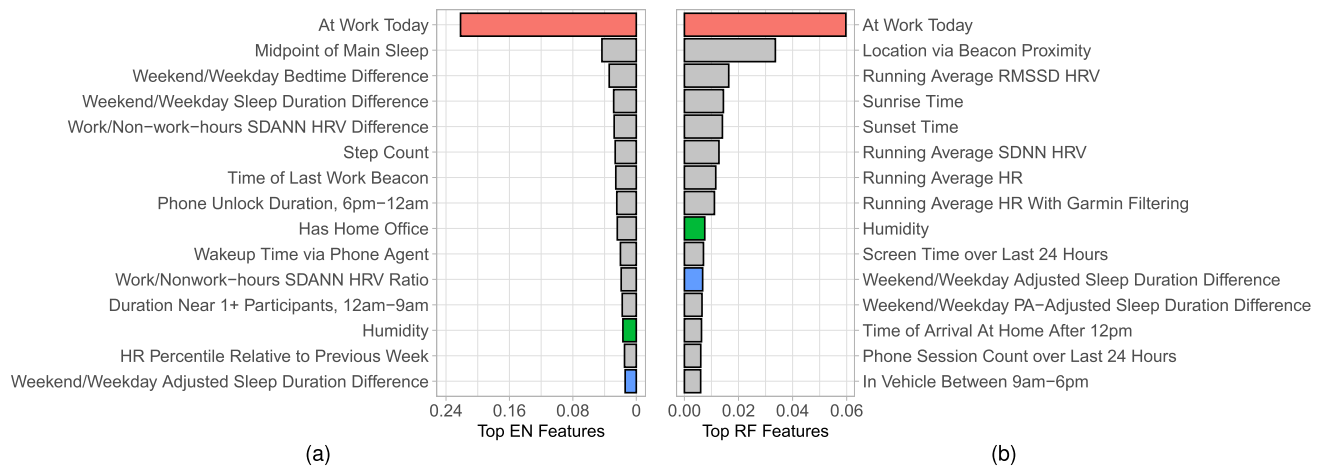 At Work Today
Midpoint of Main Sleep
Weekend/Weekday Bedtime Difference
Weekend/Weekday Sleep Duration Difference
Work/Non−work−hours SDANN HRV Difference
Step Count
Time of Last Work Beacon
Phone Unlock Duration, 6pm−12am
Has Home Office
Wakeup Time via Phone Agent
Work/Nonwork−hours SDANN HRV Ratio
Duration Near 1+ Participants, 12am−9am
Humidity
HR Percentile Relative to Previous Week
Weekend/Weekday Adjusted Sleep Duration Difference
0.24 0.16 0.08 0
Top EN Features
(a)
At Work Today
Location via Beacon Proximity
Running Average RMSSD HRV
Sunrise Time
Sunset Time
Running Average SDNN HRV
Running Average HR
Running Average HR With Garmin Filtering
Humidity
Screen Time over Last 24 Hours
Weekend/Weekday Adjusted Sleep Duration Difference
Weekend/Weekday PA−Adjusted Sleep Duration Difference
Time of Arrival At Home After 12pm
Phone Session Count over Last 24 Hours
In Vehicle Between 9am−6pm
0.00 0.02 0.04 0.06
Top RF Features
(b)